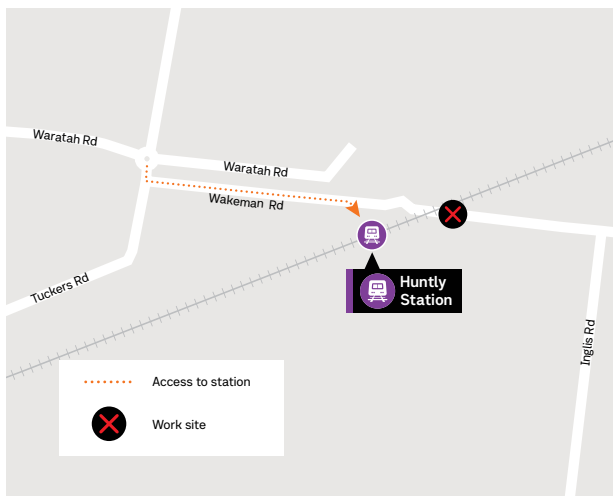 Waratah Rd
Waratah Rd
Wakeman Rd
Tuckers Rd
Huntly
Station
Inglis Rd
Access to station
Work site